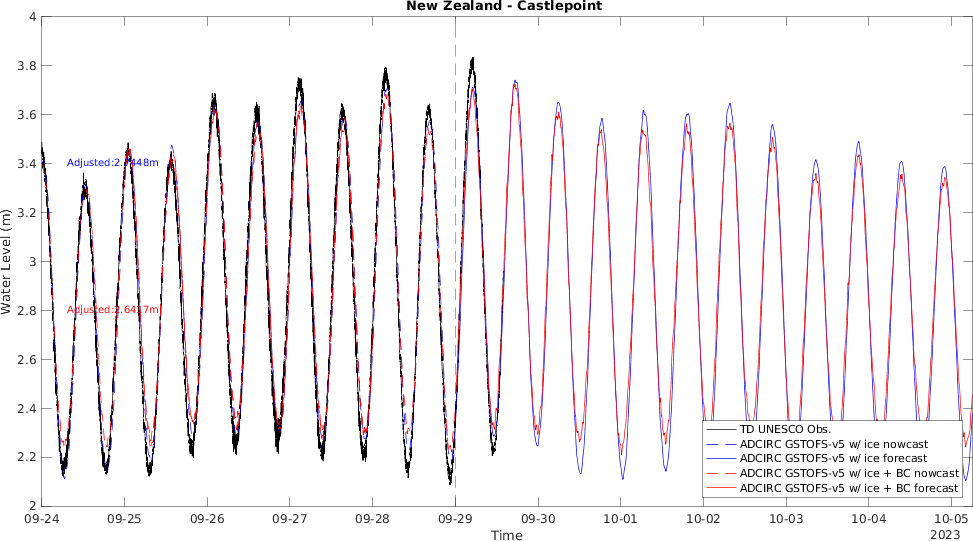 New Zealand - Castlepoint
4
3.8
3.6
3.4
3.2
3
2.8
2.6
2.4
2.2
2
Water Level (m)
Adjusted:
Adjusted:2.6417m
TD UNESCO Obs.
ADCIRC GSTOFS-v5 w/ ice nowcast
ADCIRC GSTOFS-v5 w/ ice forecast
ADCIRC GSTOFS-v5 w/ ice + BC nowcast
ADCIRC GSTOFS-v5 w/ ice + BC forecast
09-24 09-25 09-26 09-27 09-28 09-29 09-30 10-01 10-02 10-03 10-04 10-05
Time
2023